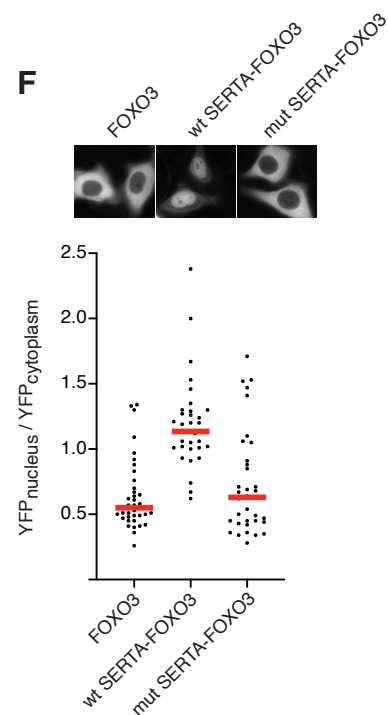 F
FOXO3
wt SERTA-FOXO3
mut SERTA-FOXO3
2.5
2.0
1.5
1.0
0.5
YFPnucleus / YFPcytoplasm
FOXO3
wt SERTA-FOXO3
mut SERTA-FOXO3